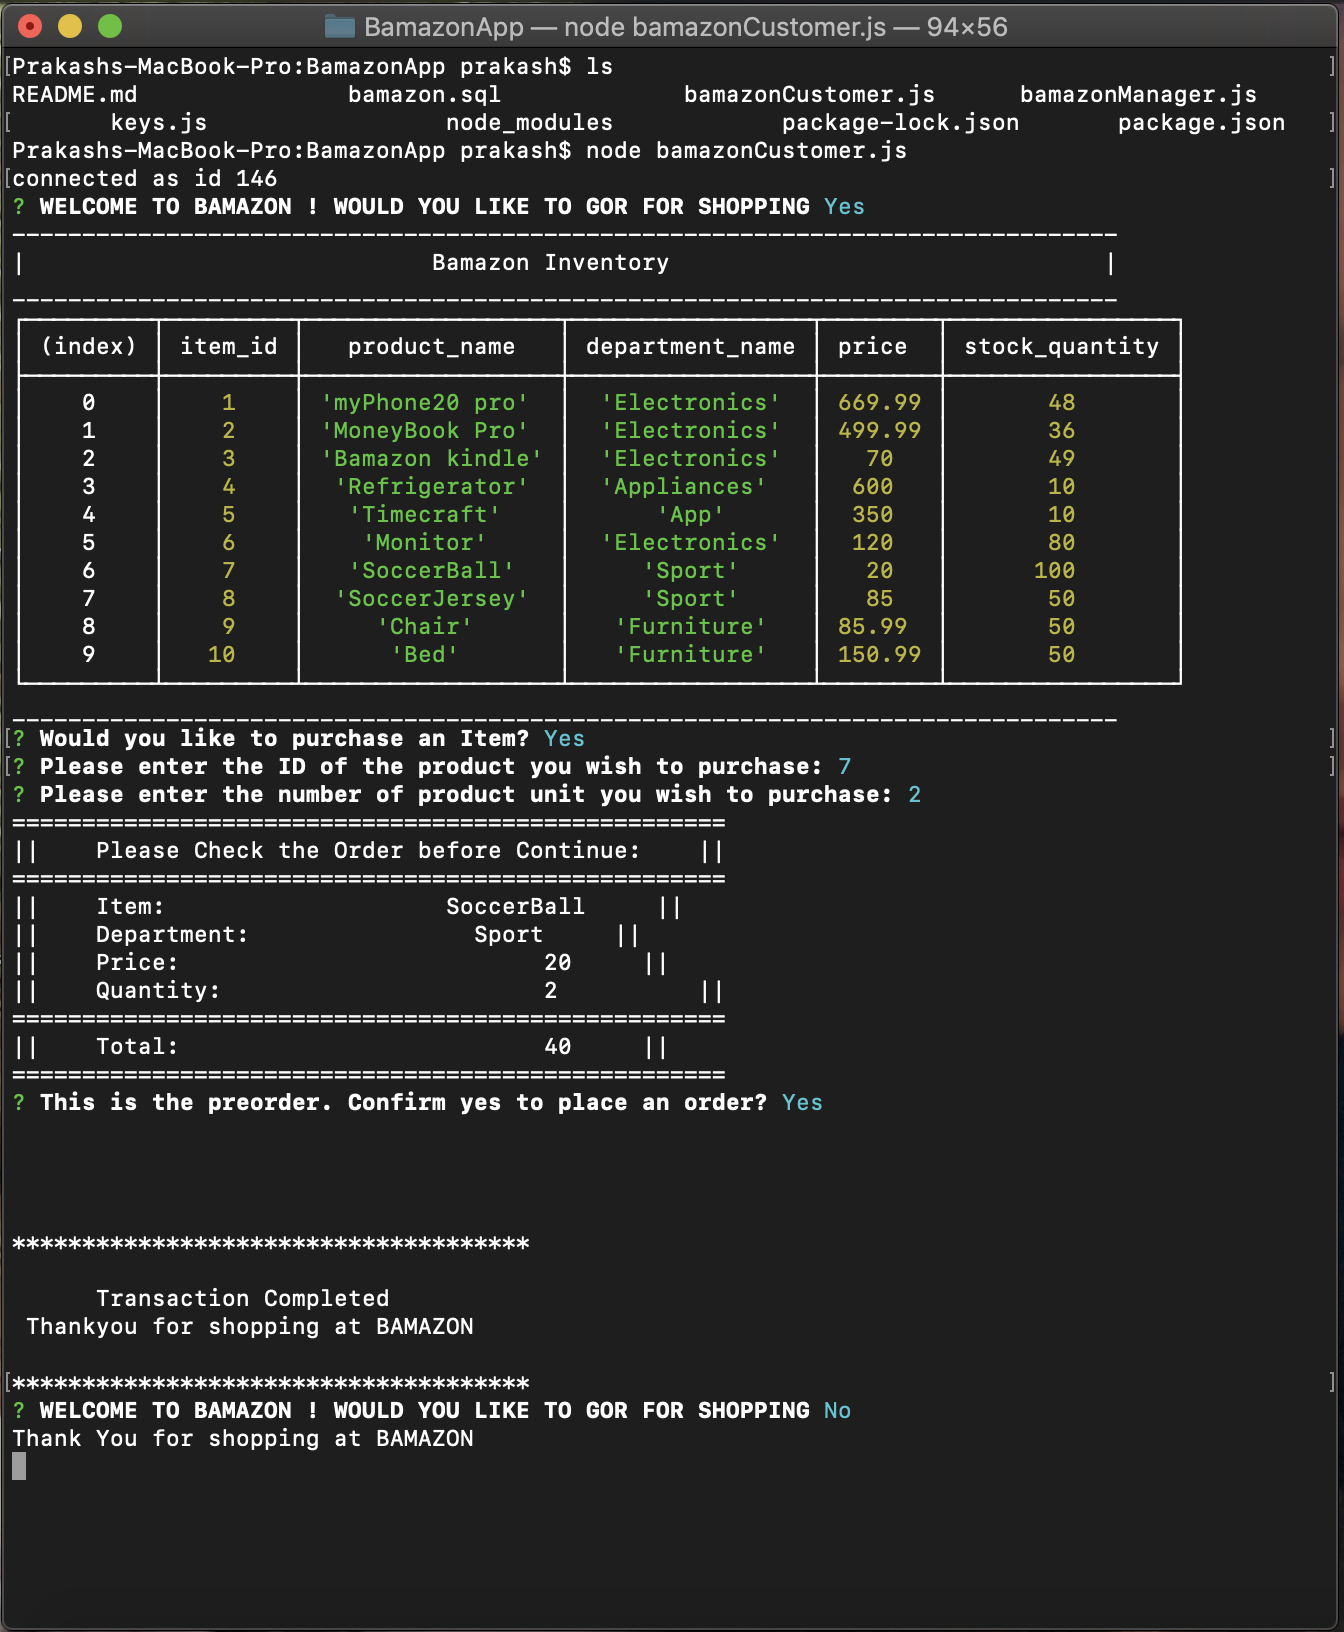 BamazonApp — node bamazonCustomer.js — 94×56
[Prakashs-MacBook-Pro:BamazonApp prakash$ ls ]
README.md bamazon.sql bamazonCustomer.js bamazonManager.js
[ keys.js node_modules package-lock.json package.json ]
Prakashs-MacBook-Pro:BamazonApp prakash$ node bamazonCustomer.js
[connected as id 146 ]
? WELCOME TO BAMAZON ! WOULD YOU LIKE TO GOR FOR SHOPPING Yes
-------------------------------------------------------------------------------
| Bamazon Inventory |
-------------------------------------------------------------------------------
(index) item_id product_name department_name price stock_quantity
0 1 'myPhone20 pro' 'Electronics' 669.99 48
1 2 'MoneyBook Pro' 'Electronics' 499.99 36
2 3 'Bamazon kindle' 'Electronics' 70 49
3 4 'Refrigerator' 'Appliances' 600 10
4 5 'Timecraft' 'App' 350 10
5 6 'Monitor' 'Electronics' 120 80
6 7 'SoccerBall' 'Sport' 20 100
7 8 'SoccerJersey' 'Sport' 85 50
8 9 'Chair' 'Furniture' 85.99 50
9 10 'Bed' 'Furniture' 150.99 50
-------------------------------------------------------------------------------
[? Would you like to purchase an Item? Yes ]
[? Please enter the ID of the product you wish to purchase: 7 ]
? Please enter the number of product unit you wish to purchase: 2
===================================================
|| Please Check the Order before Continue: ||
===================================================
|| Item: SoccerBall ||
|| Department: Sport ||
|| Price: 20 ||
|| Quantity: 2 ||
===================================================
|| Total: 40 ||
===================================================
? This is the preorder. Confirm yes to place an order? Yes
*************************************
Transaction Completed
Thankyou for shopping at BAMAZON
[************************************* ]
? WELCOME TO BAMAZON ! WOULD YOU LIKE TO GOR FOR SHOPPING No
Thank You for shopping at BAMAZON